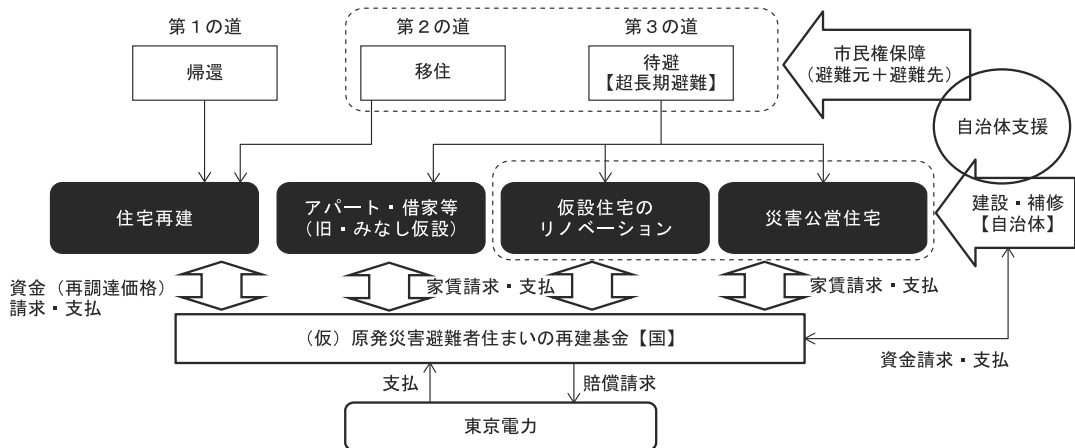 第1の道
第2の道
第3の道
帰還
移住
待避
【超長期避難】
市民権保障
（避難元＋避難先）
自治体支援
住宅再建
アパート・借家等
（旧・みなし仮設）
仮設住宅の
リノベーション
災害公営住宅
建設・補修
【自治体】
資金（再調達価格）
請求・支払
家賃請求・支払
家賃請求・支払
（仮）原発災害避難者住まいの再建基金【国】
資金請求・支払
支払
賠償請求
東京電力